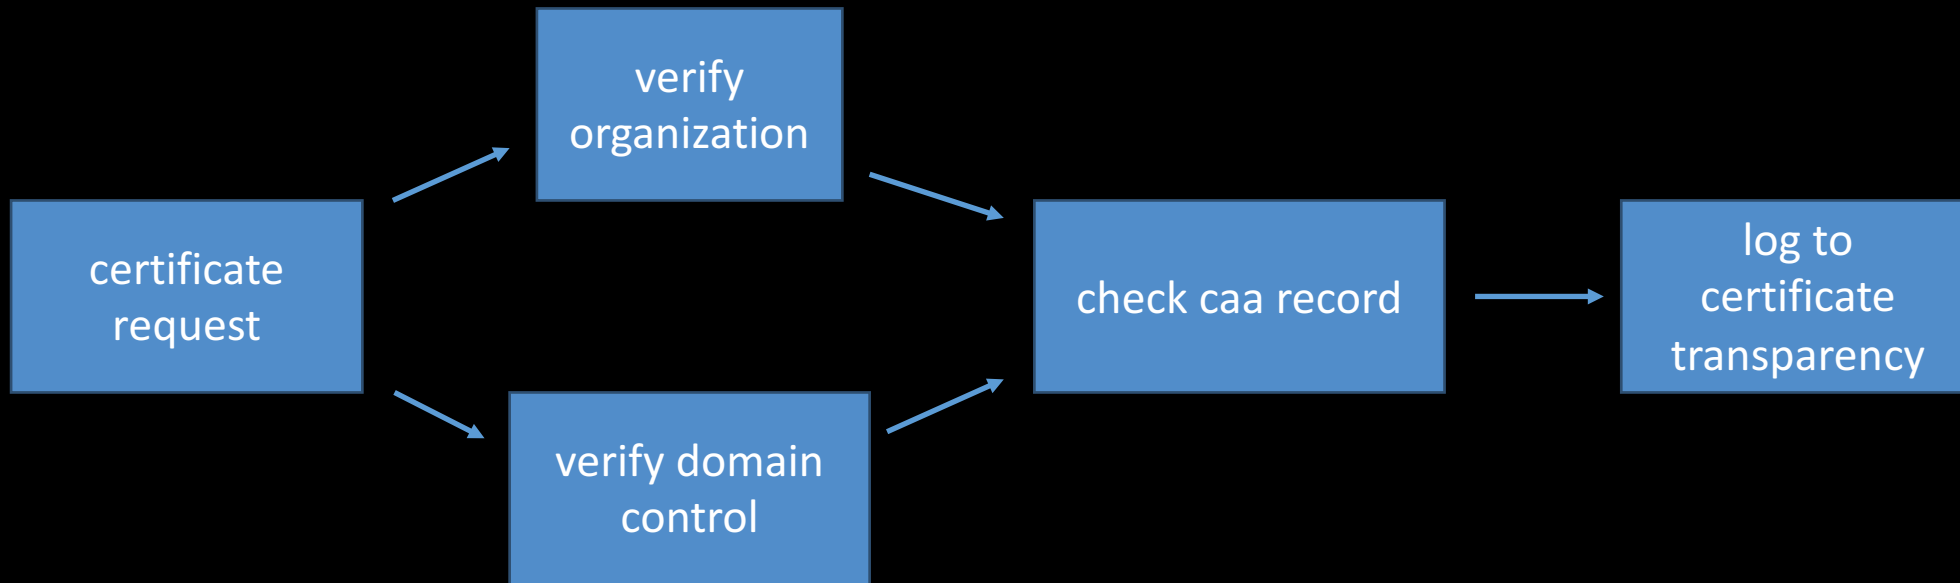 verify
organization
certificate
request
verify domain
control
check caa record
log to
certificate
transparency